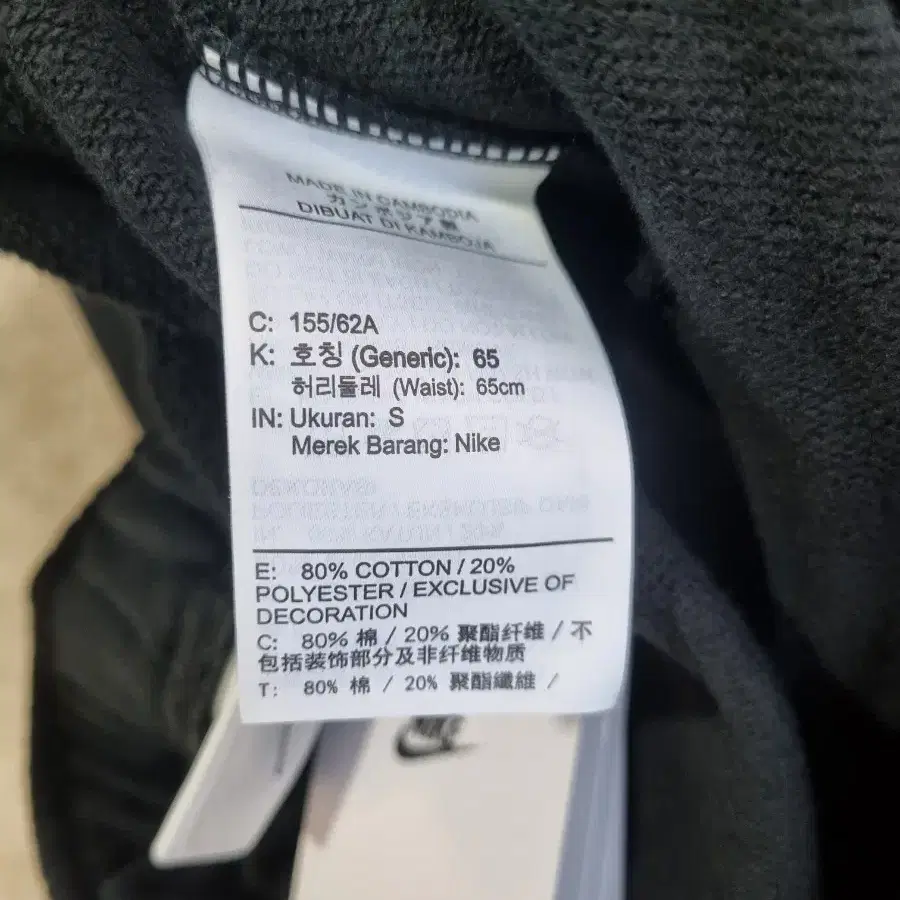 MADE IN CAMBODIA
カンボジア製
DIBUAT DI KAMBOJA
C: 155/62A
K: 호칭 (Generic): 65
허리둘레 (Waist): 65cm
IN: Ukuran: S
Merek Barang: Nike
E: 80% COTTON / 20%
POLYESTER / EXCLUSIVE OF
DECORATION
C: 80% 棉 / 20% 聚酯纤维 / 不
包括装饰部分及非纤维物质
T: 80% 棉 / 20% 聚酯纖維 /